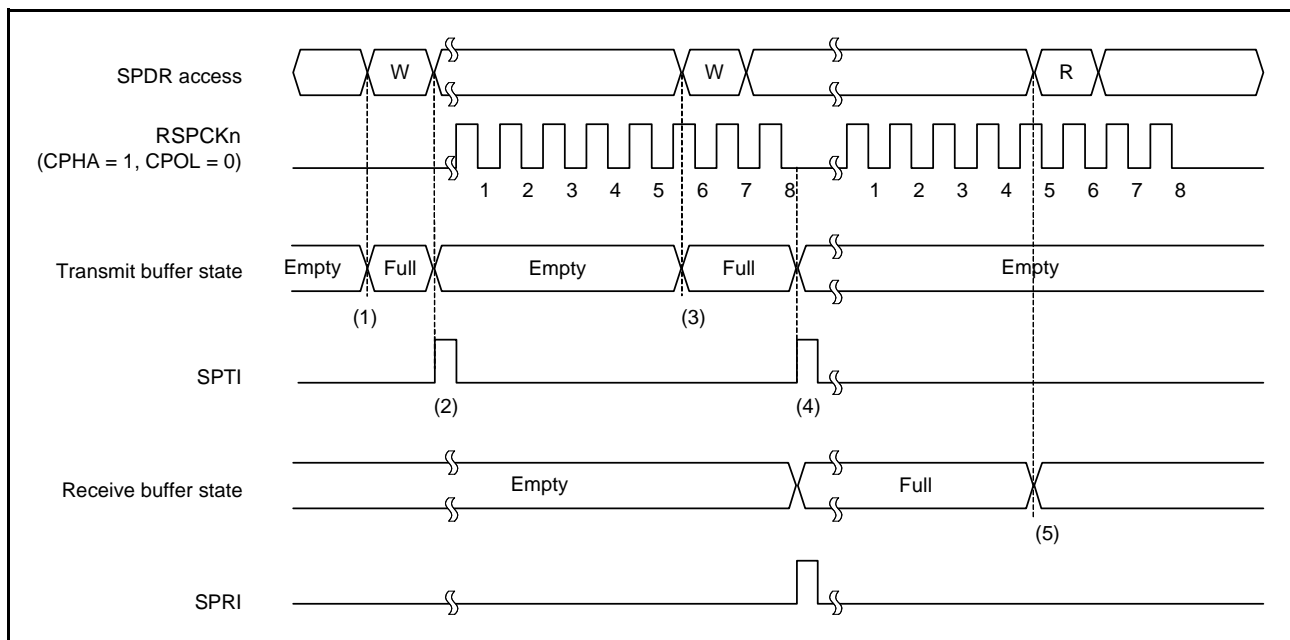 SPDR access
W
W
R
RSPCKn
(CPHA = 1, CPOL = 0)
1 2 3 4 5 6 7 8 1 2 3 4 5 6 7 8
Transmit buffer state
Empty Full Empty Full Empty
(1) (3)
SPTI
(2) (4)
Receive buffer state
Empty Full
(5)
SPRI